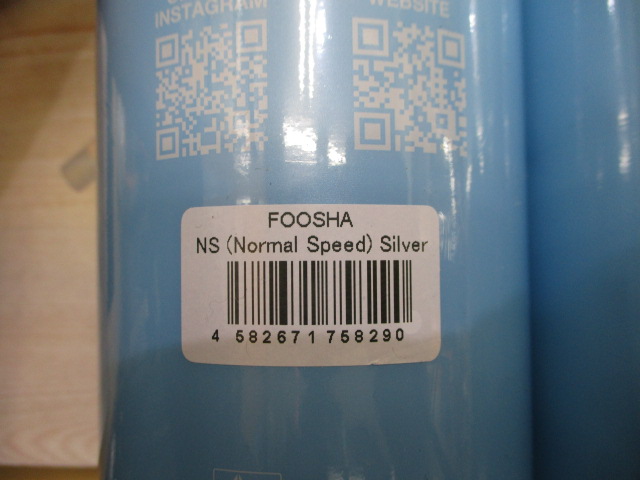 INSTAGRAM
WEBSITE
FOOSHA
NS (Normal Speed) Silver
4 582671 758290